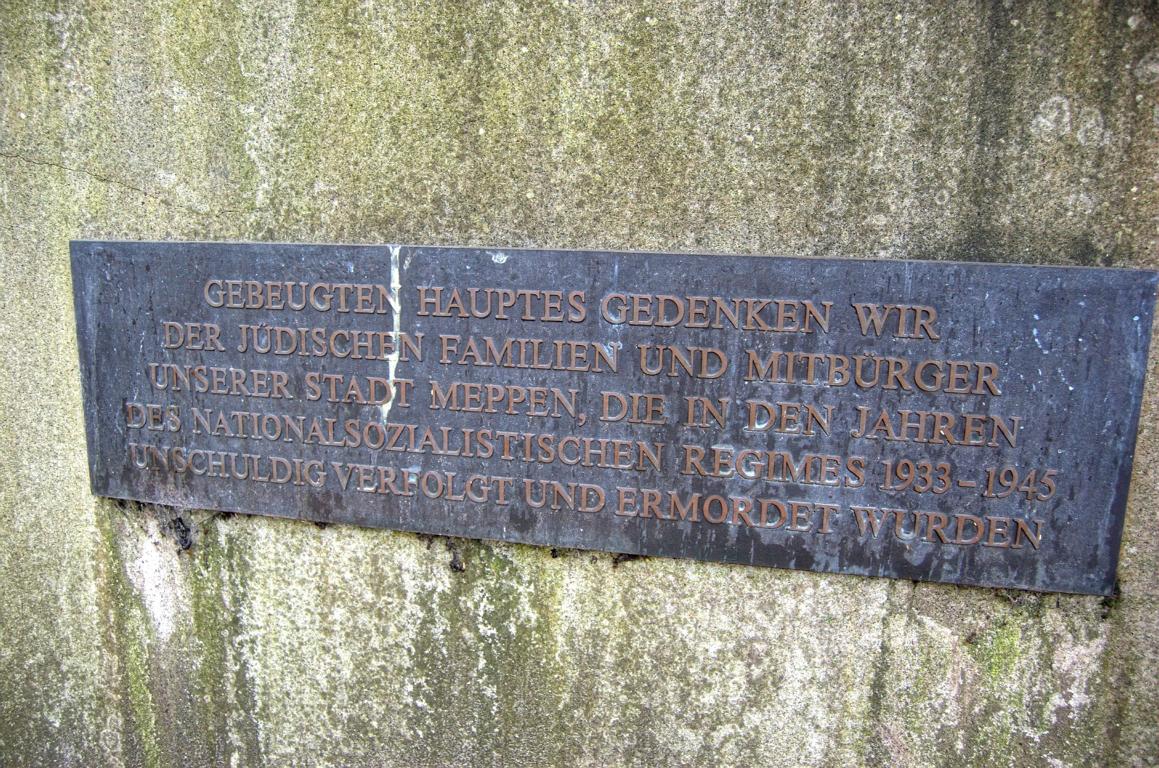 GEBEUGTEN HAUPTES GEDENKEN WIR
DER JÜDISCHEN FAMILIEN UND MITBÜRGER
UNSERER STADT MEPPEN, DIE IN DEN JAHREN
DES NATIONALSOZIALISTISCHEN REGIMES 1933–1945
UNSCHULDIG VERFOLGT UND ERMORDET WURDEN